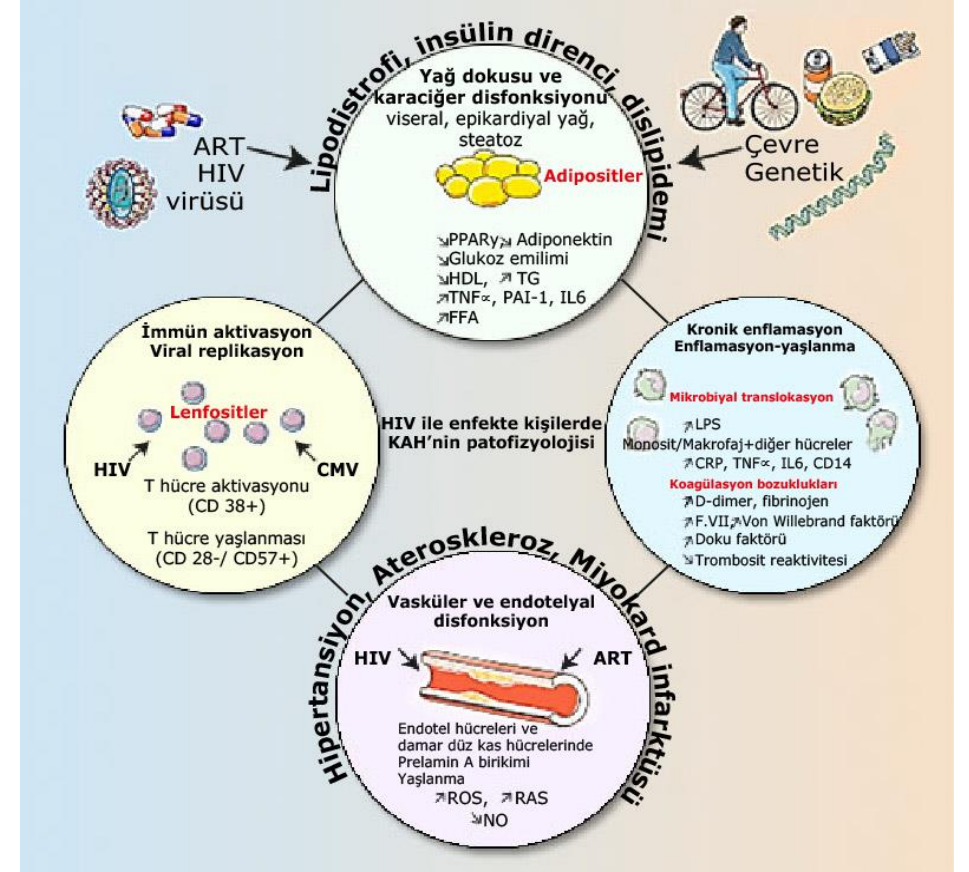 Lipodistrofi, insülin direnci, dislipidemi
ART
HIV
virüsü
Çevre
Genetik
Yağ dokusu ve
karaciğer disfonksiyonu
viseral, epikardiyal yağ,
steatoz
Adipositler
↘PPARγ↘ Adiponektin
↘Glukoz emilimi
↘HDL, ↗ TG
↗TNF∝, PAI-1, IL6
↗FFA
İmmün aktivasyon
Viral replikasyon
Lenfositler
HIV
CMV
T hücre aktivasyonu
(CD 38+)
T hücre yaşlanması
(CD 28-/ CD57+)
HIV ile enfekte kişilerde
KAH'nin patofizyolojisi
Kronik enflamasyon
Enflamasyon-yaşlanma
Mikrobiyal translokasyon
↗LPS
Monosit/Makrofaj+diğer hücreler
↗CRP, TNF∝, IL6, CD14
Koagülasyon bozuklukları
↗D-dimer, fibrinojen
↗F.VII,↗Von Willebrand faktörü
↗Doku faktörü
↘Trombosit reaktivitesi
Hipertansiyon, Ateroskleroz, Miyokard infarktüsü
Vasküler ve endotelyal
disfonksiyon
HIV
ART
Endotel hücreleri ve
damar düz kas hücrelerinde
Prelamin A birikimi
Yaşlanma
↗ROS, ↗RAS
↘NO